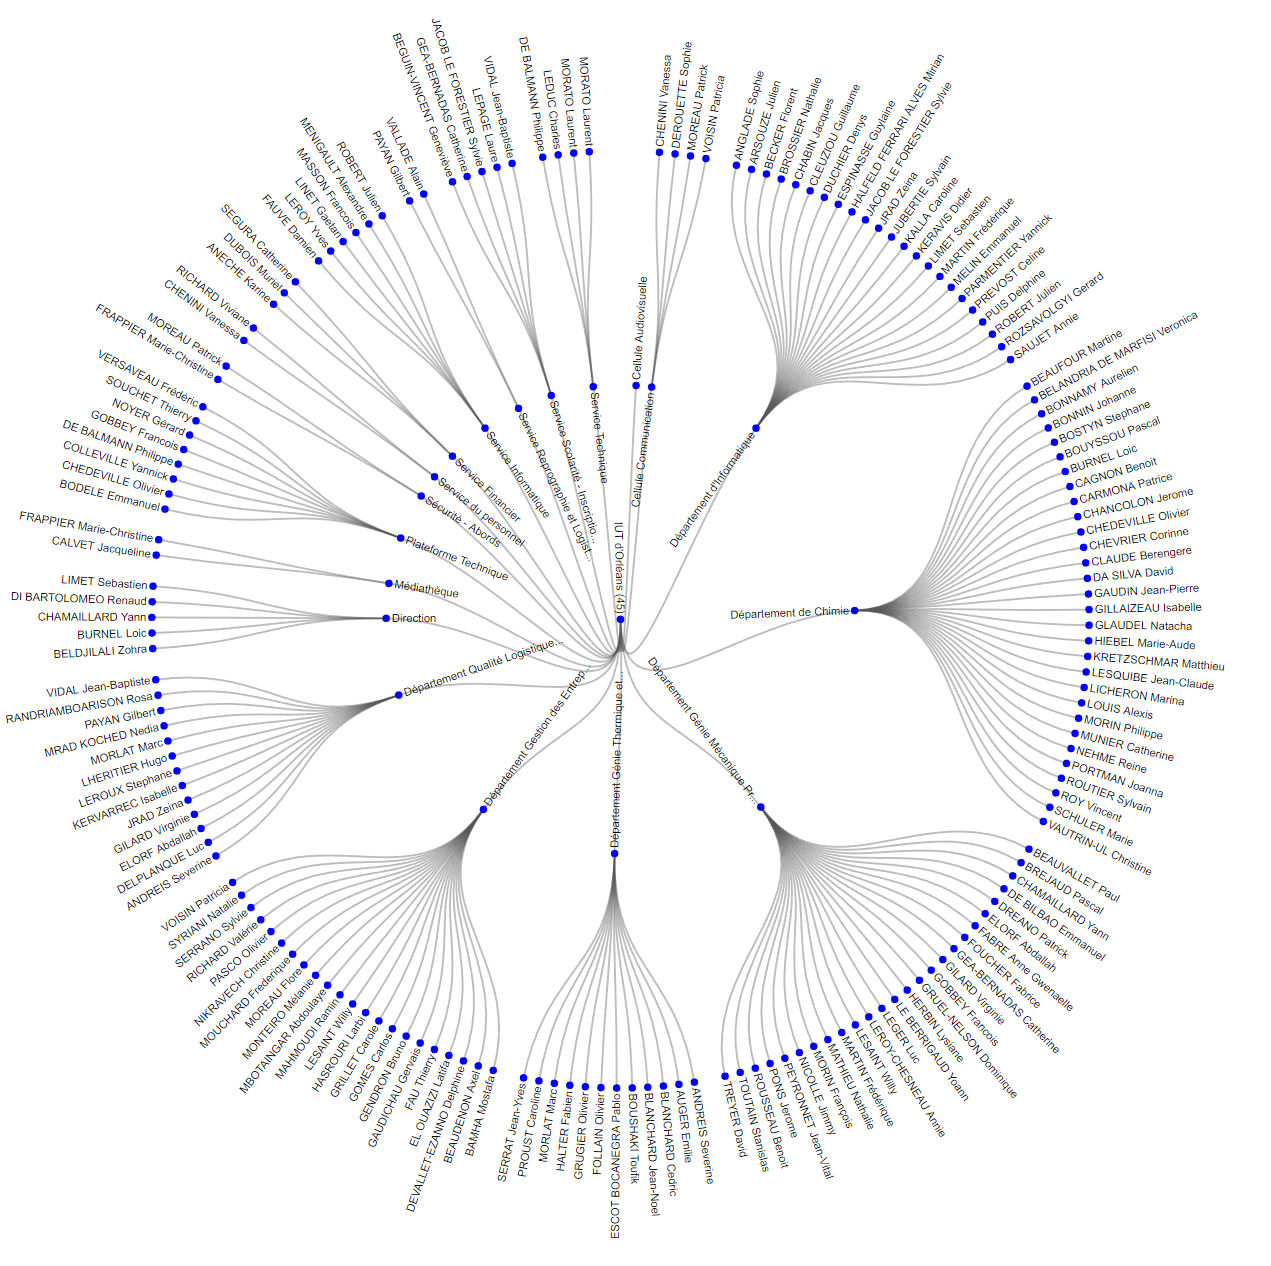 IUT d'Orléans (45)
Cellule Audiovisuelle
Cellule Communication
CHENINI Vanessa
DEROUETTE Sophie
MOREAU Patrick
VOISIN Patricia
Département d'Informatique
ANGLADE Sophie
ARSOUZE Julien
BECKER Florent
BROSSIER Nathalie
CHABIN Jacques
CLEUZIOU Guillaume
DUCHIER Denys
ESPINASSE Guylaine
HALFELD FERRARI ALVES Mirian
JACOB LE FORESTIER Sylvie
JRAD Zeina
JUBERTIE Sylvain
KALLA Caroline
KERAVIS Didier
LIMET Sebastien
MARTIN Frédérique
MELIN Emmanuel
PARMENTIER Yannick
PREVOST Celine
PUIS Delphine
ROBERT Julien
ROZSAVOLGYI Gerard
SAUJET Annie
Département de Chimie
BEAUFOUR Martine
BELANDRIA DE MARFISI Veronica
BONNAMY Aurelien
BONNIN Johanne
BOSTYN Stephane
BOUYSSOU Pascal
BURNEL Loic
CAGNON Benoit
CARMONA Patrice
CHANCOLON Jerome
CHEDEVILLE Olivier
CHEVRIER Corinne
CLAUDE Berengere
DA SILVA David
GAUDIN Jean-Pierre
GILLAIZEAU Isabelle
GLAUDEL Natacha
HIEBEL Marie-Aude
KRETZSCHMAR Matthieu
LESQUIBE Jean-Claude
LICHERON Marina
LOUIS Alexis
MORIN Philippe
MUNIER Catherine
NEHME Reine
PORTMAN Joanna
ROUTIER Sylvain
ROY Vincent
SCHULER Marie
VAUTRIN-UL Christine
Département Génie Mécanique Pr...
BEAUVALLET Paul
BREJAUD Pascal
CHAMAILLARD Yann
DE BILBAO Emmanuel
DREANO Patrick
ELORF Abdallah
FABRE Anne Gwenaelle
FOUCHER Fabrice
GEA-BERNADAS Catherine
GILARD Virginie
GOBBEY Francois
GRUEL-NELSON Dominique
HERBIN Lysiane
LE BERRIGAUD Yoann
LEGER Luc
LEROY-CHESNEAU Annie
LESAINT Willy
MARTIN Frédérique
MATHIEU Nathalie
MORIN François
NICOLLE Jimmy
PEYRONNET Jean-Vital
PONS Jerome
ROUSSEAU Benoit
TOUTAIN Stanislas
TREYER David
Département Génie Thermique et...
ANDREIS Severine
AUGER Emilie
BLANCHARD Cedric
BLANCHARD Jean-Noel
BOUSHAKI Toufik
ESCOT BOCANEGRA Pablo
FOLLAIN Olivier
GRUGIER Olivier
HALTER Fabien
MORLAT Marc
PROUST Caroline
SERRAT Jean-Yves
Département Gestion des Entrep...
BAMHA Mostafa
BEAUDENON Axel
DEVALLET-EZANNO Delphine
EL OUAZIZI Latifa
FAU Thierry
GAUDICHAU Gervais
GENDRON Bruno
GOMES Carlos
GRILLET Carole
HASROURI Larbi
LESAINT Willy
MAHMOUDI Ramin
MBOTAINGAR Abdoulaye
MONTEIRO Mélanie
MOREAU Flore
MOUCHARD Frederique
NIKRAVECH Christine
PASCO Olivier
RICHARD Valérie
SERRANO Sylvie
SYRIANI Natalie
VOISIN Patricia
Département Qualité Logistique...
ANDREIS Severine
DELPLANQUE Luc
ELORF Abdallah
GILARD Virginie
JRAD Zeina
KERVARREC Isabelle
LEROUX Stephane
LHERITIER Hugo
MORLAT Marc
MRAD KOCHED Nedia
PAYAN Gilbert
RANDRIAMBOARISON Rosa
VIDAL Jean-Baptiste
Direction
BELDJILALI Zohra
BURNEL Loic
CHAMAILLARD Yann
DI BARTOLOMEO Renaud
LIMET Sebastien
Médiathèque
CALVET Jacqueline
FRAPPIER Marie-Christine
Plateforme Technique
BODELE Emmanuel
CHEDEVILLE Olivier
COLLEVILLE Yannick
DE BALMANN Philippe
GOBBEY Francois
NOYER Gérard
SOUCHET Thierry
VERSAVEAU Frédéric
Sécurité - Abords
FRAPPIER Marie-Christine
MOREAU Patrick
Service du personnel
CHENINI Vanessa
RICHARD Viviane
Service Financier
ANECHE Karine
DUBOIS Muriel
SEGURA Catherine
Service Informatique
FAUVE Damien
LEROY Yves
LINET Gaetan
MASSON Francois
MENIGAULT Alexandre
ROBERT Julien
Service Reprographie et Logist...
PAYAN Gilbert
VALLADE Alain
Service Scolarité - Inscriptio...
BEGUIN-VINCENT Geneviève
GEA-BERNADAS Catherine
JACOB LE FORESTIER Sylvie
LEPAGE Laure
VIDAL Jean-Baptiste
Service Technique
DE BALMANN Philippe
LEDUC Charles
MORATO Laurent
MORATO Laurent